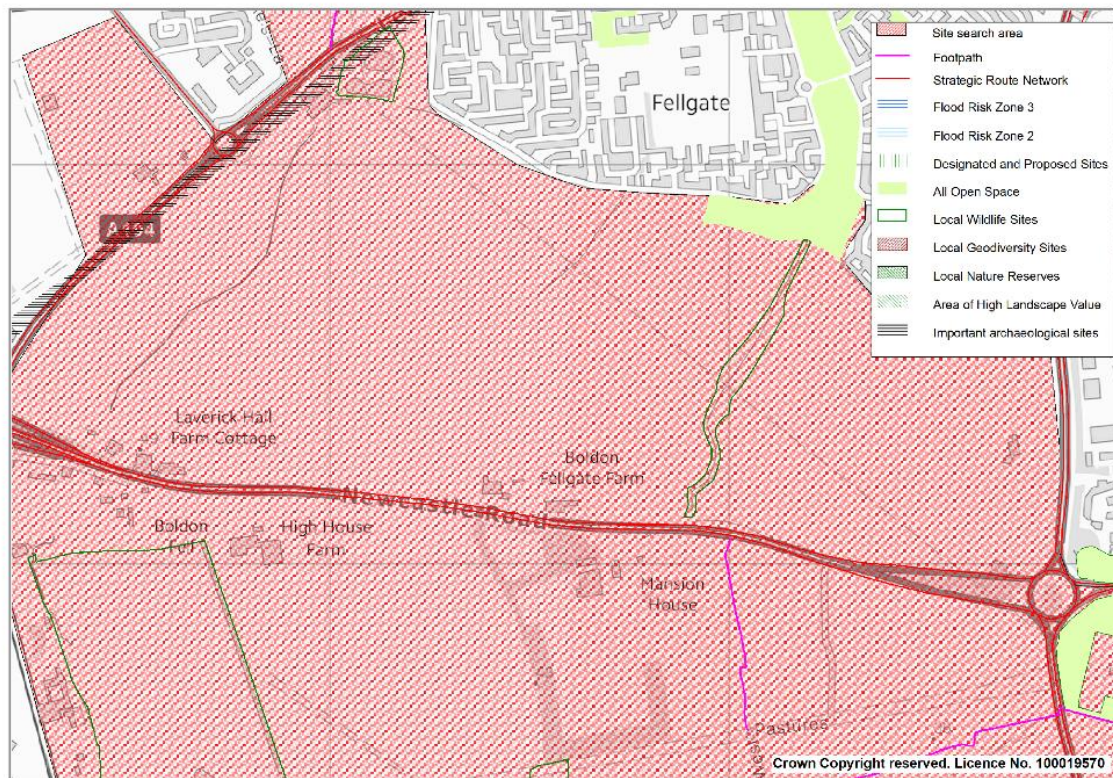 Fellgate
Site search area
Footpath
Strategic Route Network
Flood Risk Zone 3
Flood Risk Zone 2
Designated and Proposed Sites
All Open Space
Local Wildlife Sites
Local Geodiversity Sites
Local Nature Reserves
Area of High Landscape Value
Important archaeological sites
Laverick Hall
Farm Cottage
Boldon
Fellgate Farm
Newcastle Road
Boldon
High House
Farm
Mansion
House
Pastures
Crown Copyright reserved. Licence No. 100019570